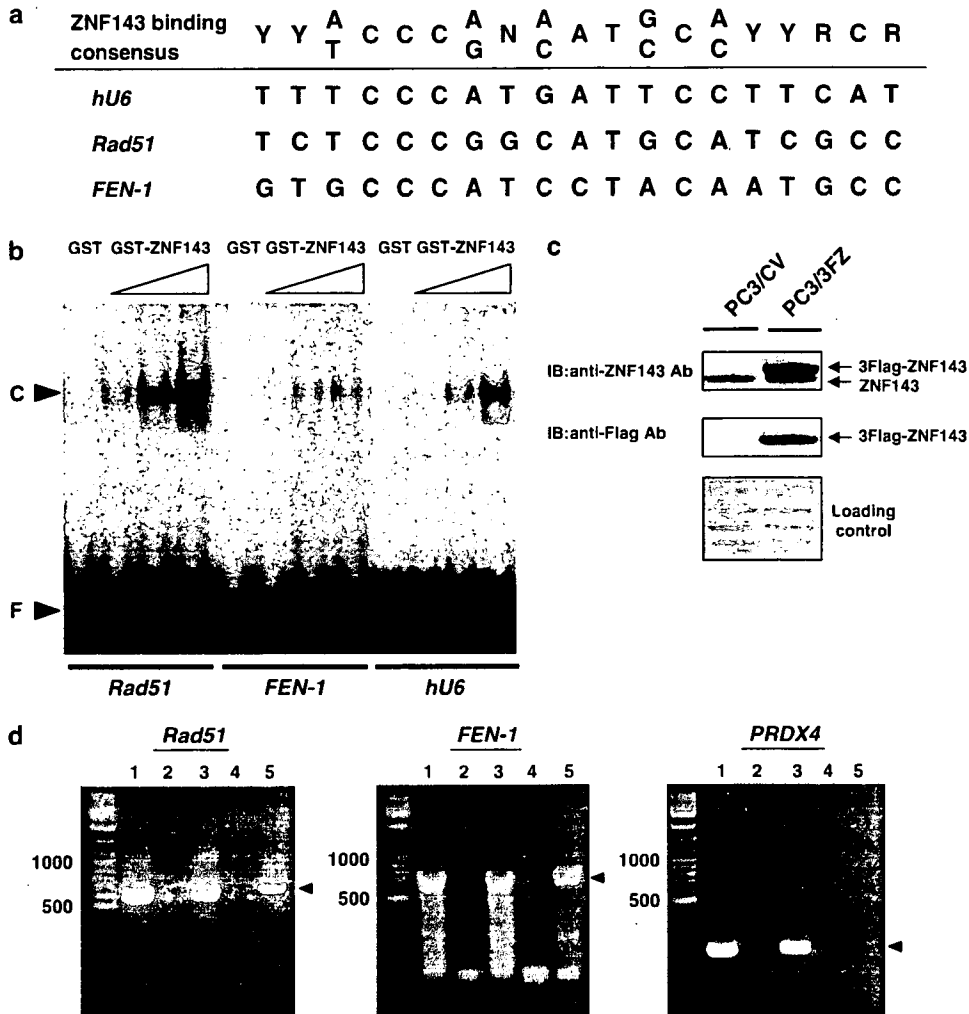 a
ZNF143 binding consensus
Y Y A C C C A N A A T G C A Y Y R C R
T G C C C
hU6 T T T C C C A T G A T T C C T T C A T
Rad51 T C T C C C G G C A T G C A T C G C C
FEN-1 G T G C C C A T C C T A C A A T G C C
b
GST GST-ZNF143 GST GST-ZNF143 GST GST-ZNF143
C
F
Rad51 FEN-1 hU6
c
PC3/CV PC3/3FZ
IB:anti-ZNF143 Ab
3Flag-ZNF143
ZNF143
IB:anti-Flag Ab
3Flag-ZNF143
Loading control
d
Rad51
1 2 3 4 5
1000
500
FEN-1
1 2 3 4 5
1000
500
PRDX4
1 2 3 4 5
1000
500